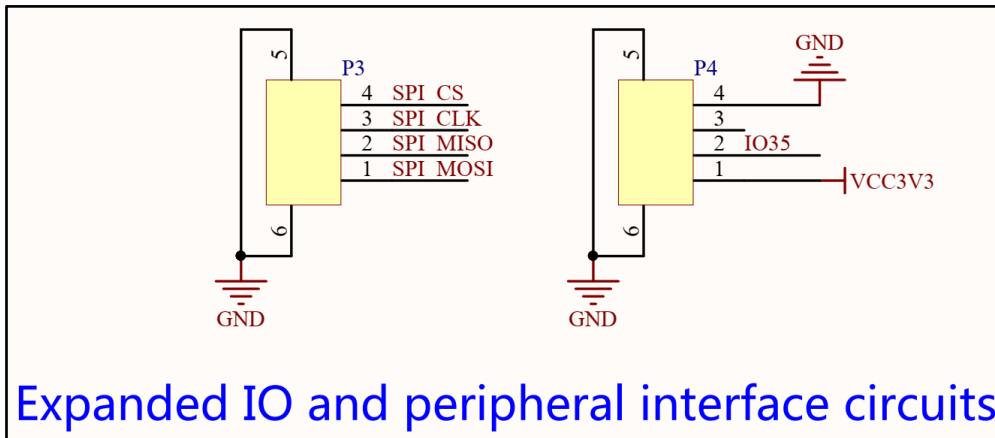 GND
5
P3
4 SPI CS
3 SPI CLK
2 SPI MISO
1 SPI MOSI
6
GND
5
P4
4
3
2 IO35
1 VCC3V3
6
GND
Expanded IO and peripheral interface circuits